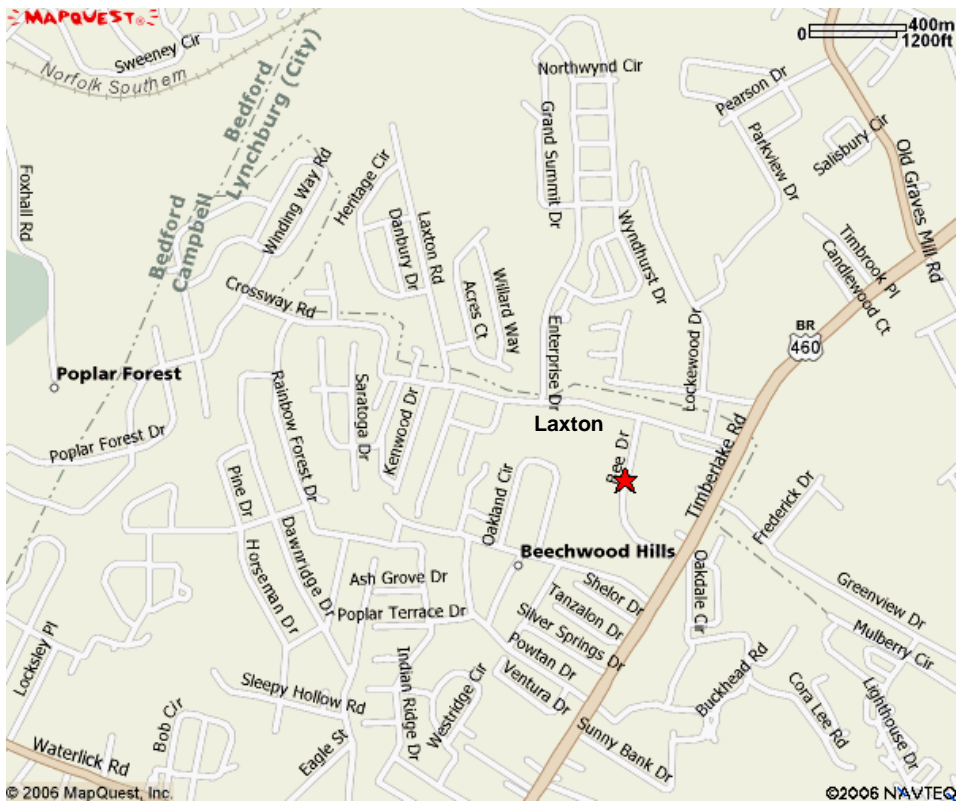 MAPQUEST
0 400m
1200ft
Sweeney Cir
Norfolk Southern
Bedford
Lynchburg (City)
Northwynd Cir
Pearson Dr
Grand Summit Dr
Parkview Dr
Salisbury Cir
Old Graves Mill Rd
Foxhall Rd
Bedford
Campbell
Winding Way Rd
Heritage Cir
Danbury Dr
Laxton Rd
Willard Way
Acres Ct
Wyndhurst Dr
Timbrook Pl
Candlewood Ct
Crossway Rd
Enterprise Dr
Lockewood Dr
BR
460
Poplar Forest
Rainbow Forest Dr
Saratoga Dr
Kenwood Dr
Laxton
Poplar Forest Dr
Bee Dr
Timberlake Rd
Pine Dr
Oakland Cir
Frederick Dr
Dawnridge Dr
Horseman Dr
Beechwood Hills
Ash Grove Dr
Shelor Dr
Oakdale Cir
Greenview Dr
Poplar Terrace Dr
Tanzalon Dr
Silver Springs Dr
Mulberry Cir
Locksley Pl
Powtan Dr
Ventura Dr
Buckhead Rd
Sleepy Hollow Rd
Indian Ridge Dr
Westridge Cir
Cora Lee Rd
Lighthouse Dr
Bob Cir
Eagle St
Sunny Bank Dr
Waterlick Rd
© 2006 MapQuest, Inc.
©2006 NAVTEQ